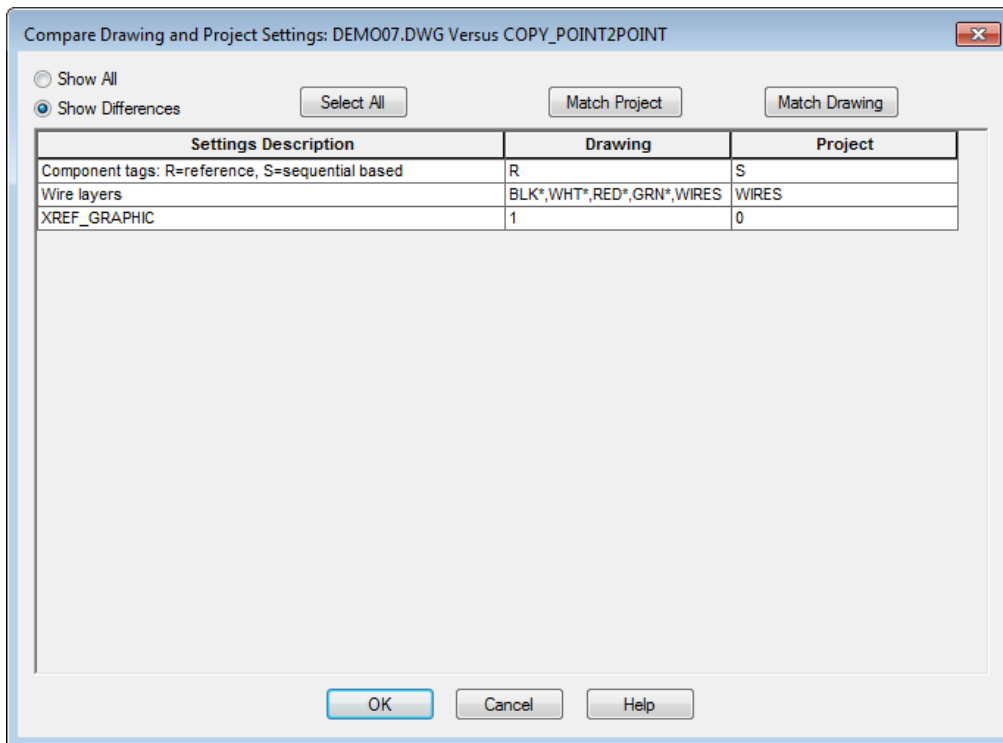 Compare Drawing and Project Settings: DEMO07.DWG Versus COPY_POINT2POINT
Show All
Show Differences Select All Match Project Match Drawing
Settings Description Drawing Project
Component tags: R=reference, S=sequential based R S
Wire layers BLK*,WHT*,RED*,GRN*,WIRES WIRES
XREF_GRAPHIC 1 0
OK Cancel Help